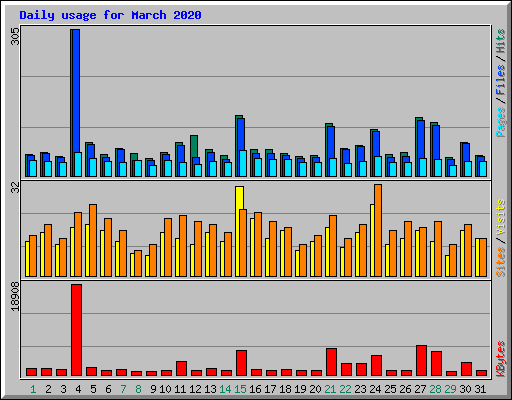 Daily usage for March 2020
305
Pages/Files/Hits
32
Sites/Visits
18908
KBytes
1 2 3 4 5 6 7 8 9 10 11 12 13 14 15 16 17 18 19 20 21 22 23 24 25 26 27 28 29 30 31